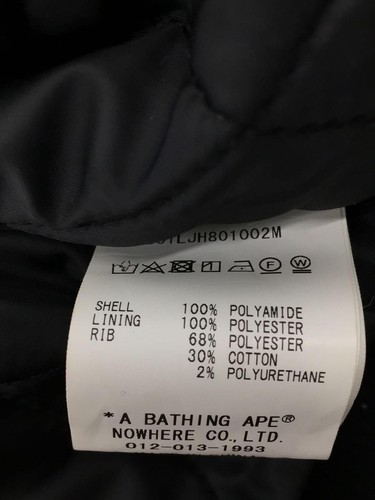 LJH801002M
SHELL 100% POLYAMIDE
LINING 100% POLYESTER
RIB 68% POLYESTER
30% COTTON
2% POLYURETHANE
*A BATHING APE®
NOWHERE CO., LTD.
012-013-1993